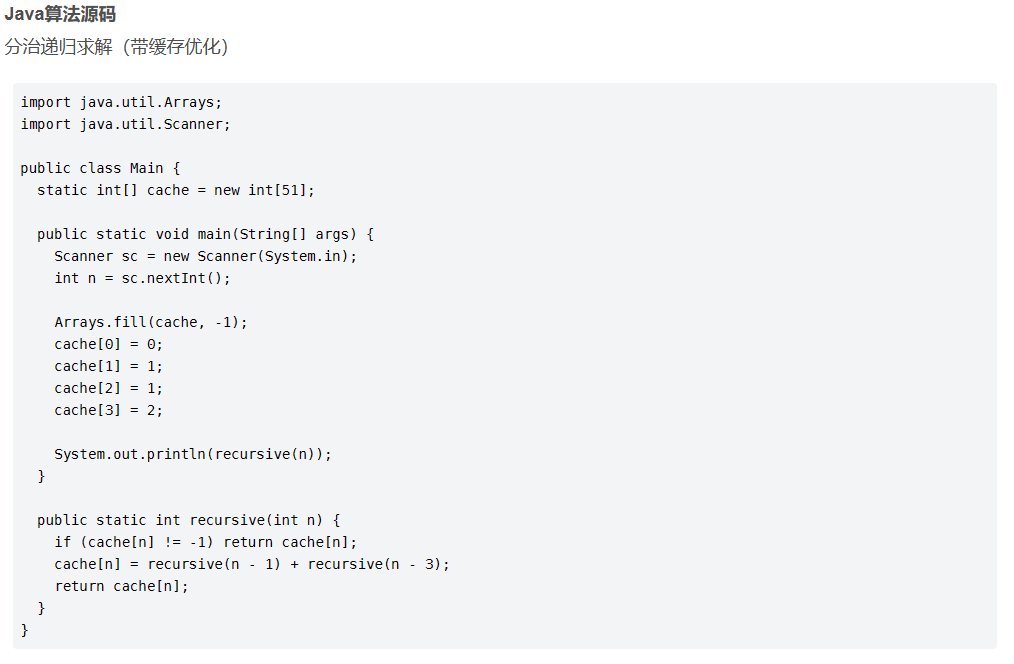 Java算法源码
分治递归求解（带缓存优化）
import java.util.Arrays;
import java.util.Scanner;
public class Main {
  static int[] cache = new int[51];
  public static void main(String[] args) {
    Scanner sc = new Scanner(System.in);
    int n = sc.nextInt();
    Arrays.fill(cache, -1);
    cache[0] = 0;
    cache[1] = 1;
    cache[2] = 1;
    cache[3] = 2;
    System.out.println(recursive(n));
  }
  public static int recursive(int n) {
    if (cache[n] != -1) return cache[n];
    cache[n] = recursive(n - 1) + recursive(n - 3);
    return cache[n];
  }
}